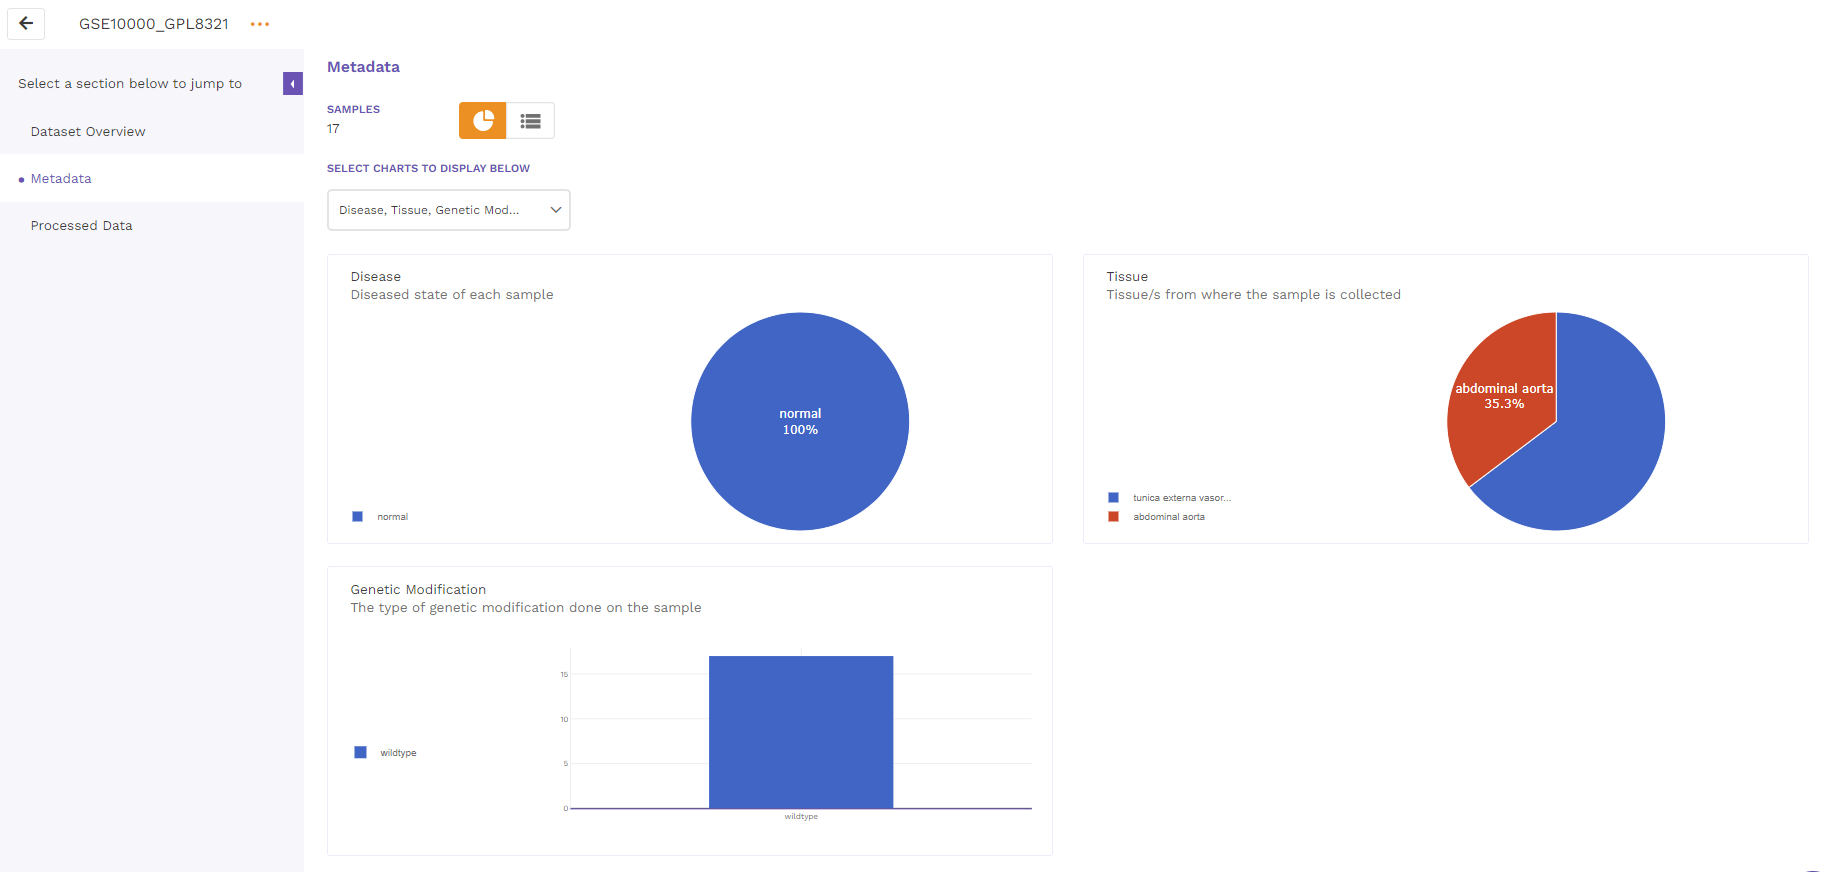 GSE10000_GPL8321
Select a section below to jump to
Dataset Overview
Metadata
Processed Data
Metadata
SAMPLES
17
SELECT CHARTS TO DISPLAY BELOW
Disease, Tissue, Genetic Mod...
Disease
Diseased state of each sample
normal
100%
normal
Tissue
Tissue/s from where the sample is collected
abdominal aorta
35.3%
tunica externa vasor...
abdominal aorta
Genetic Modification
The type of genetic modification done on the sample
15
10
5
0
wildtype
wildtype